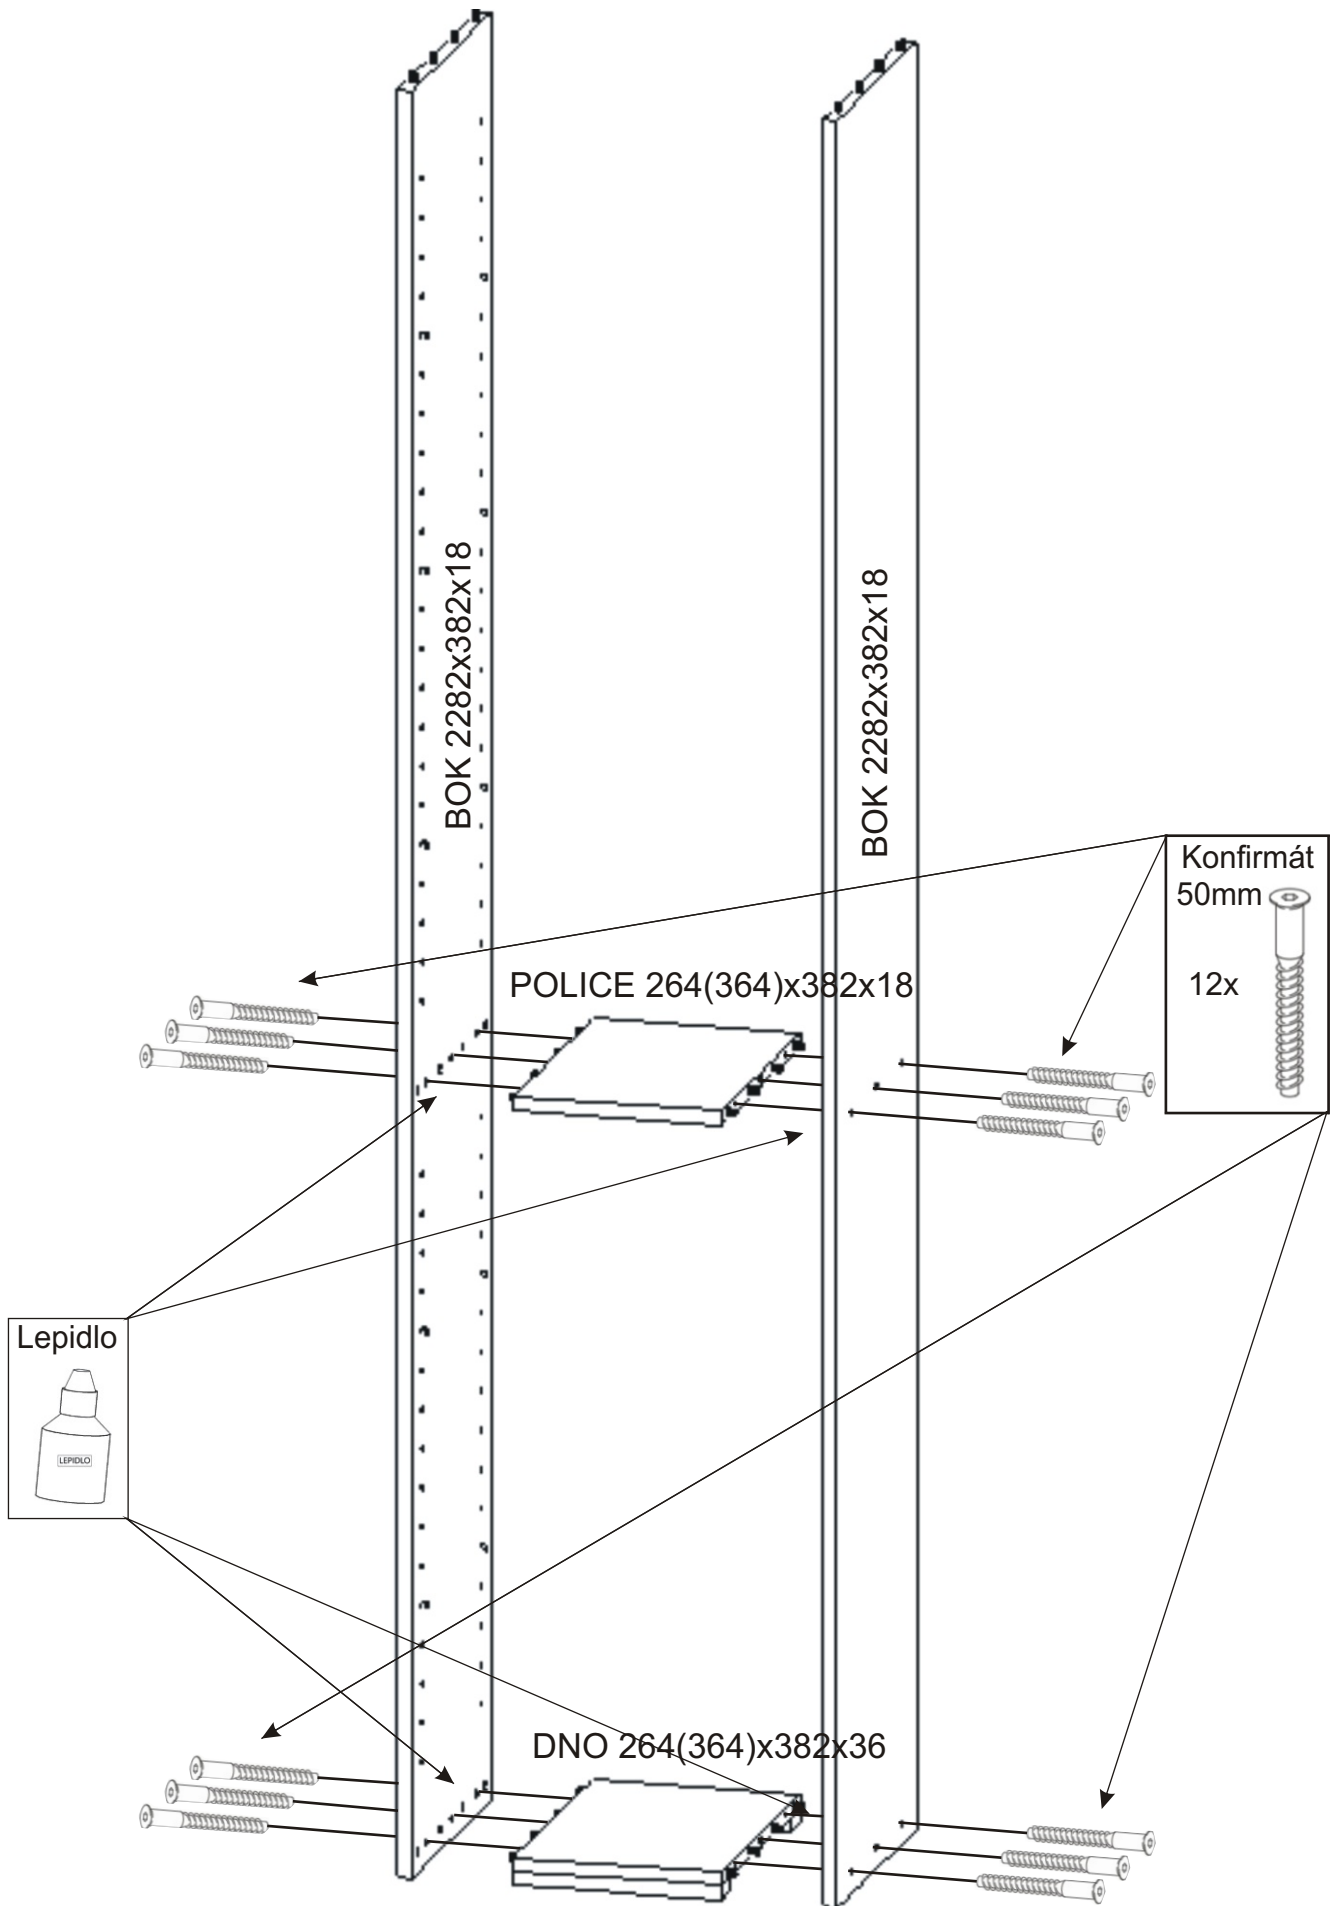 BOK 2282x382x18
BOK 2282x382x18
Konfirmát
50mm
12x
POLICE 264(364)x382x18
Lepidlo
LEPIDLO
DNO 264(364)x382x36